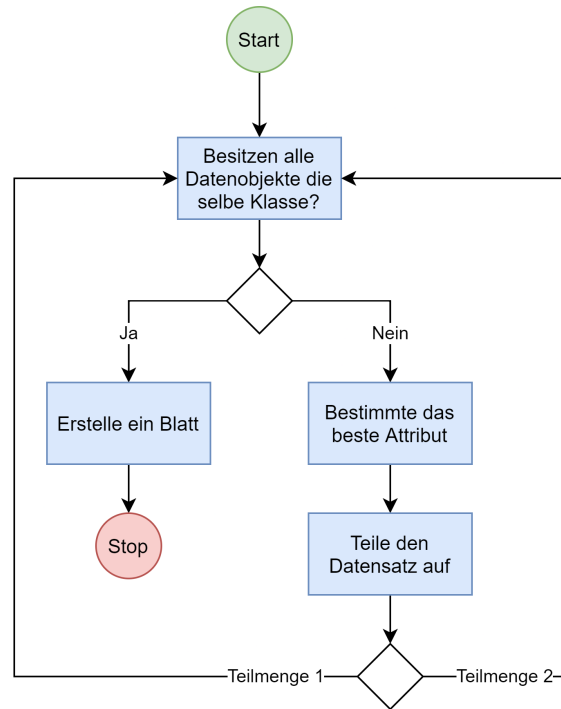 Start
Besitzen alle
Datenobjekte die
selbe Klasse?
Ja
Nein
Erstelle ein Blatt
Bestimmte das
beste Attribut
Stop
Teile den
Datensatz auf
Teilmenge 1
Teilmenge 2